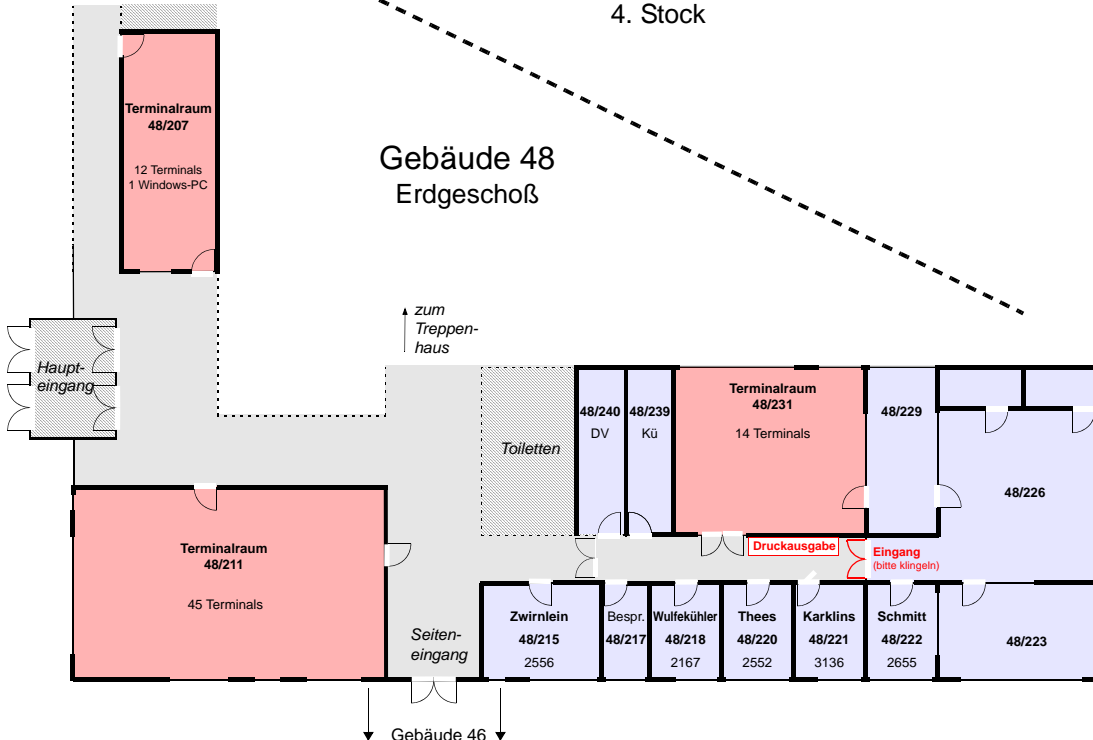 4. Stock
Terminalraum
48/207
12 Terminals
1 Windows-PC
Gebäude 48
Erdgeschoß
zum
Treppen-
haus
Haupt-
eingang
Toiletten
48/240
DV
48/239
Kü
Terminalraum
48/231
14 Terminals
48/229
48/226
Terminalraum
48/211
45 Terminals
Druckausgabe
Eingang
(bitte klingeln)
Seiten-
eingang
Zwirnlein
48/215
2556
Bespr.
48/217
Wulfekühler
48/218
2167
Thees
48/220
2552
Karklins
48/221
3136
Schmitt
48/222
2655
48/223
Gebäude 46